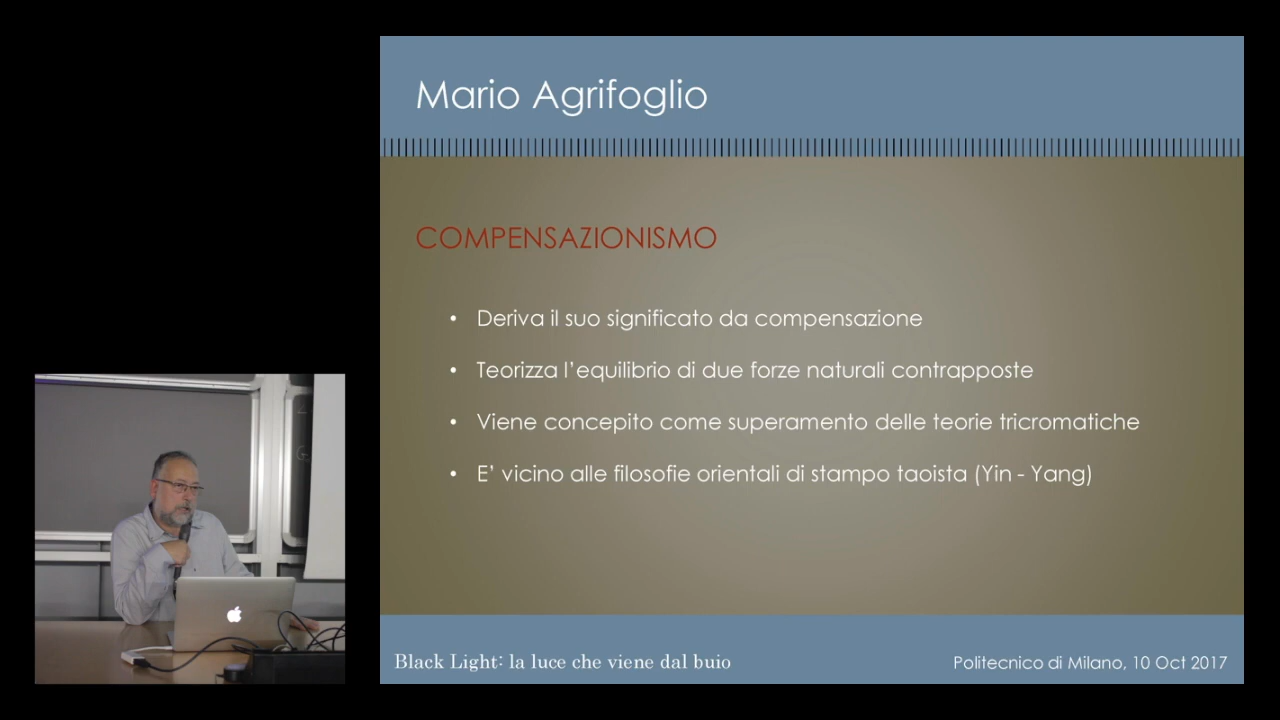 Mario Agrifoglio
COMPENSAZIONISMO
• Deriva il suo significato da compensazione
• Teorizza l'equilibrio di due forze naturali contrapposte
• Viene concepito come superamento delle teorie tricromatiche
• E' vicino alle filosofie orientali di stampo taoista (Yin - Yang)
Black Light: la luce che viene dal buio
Politecnico di Milano, 10 Oct 2017